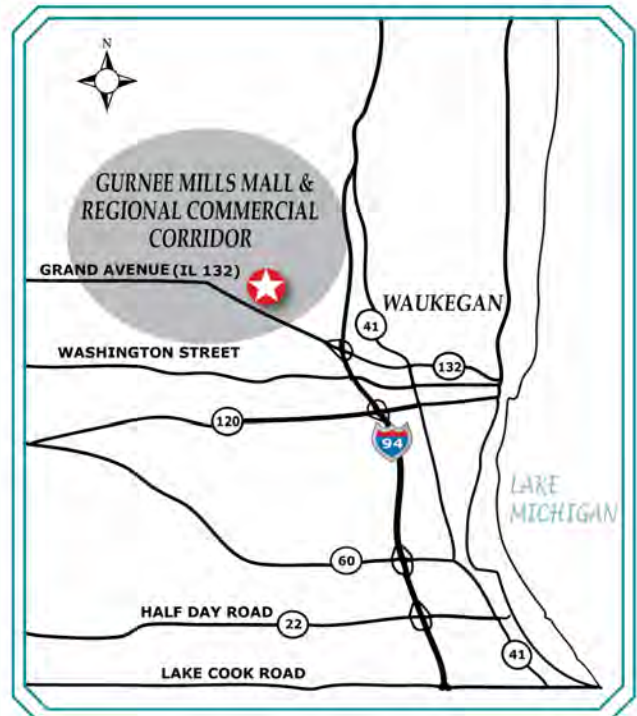 N
GURNEE MILLS MALL &
REGIONAL COMMERCIAL
CORRIDOR
GRAND AVENUE (IL 132)
WAUKEGAN
41
WASHINGTON STREET
132
120
94
LAKE
MICHIGAN
60
HALF DAY ROAD
22
41
LAKE COOK ROAD